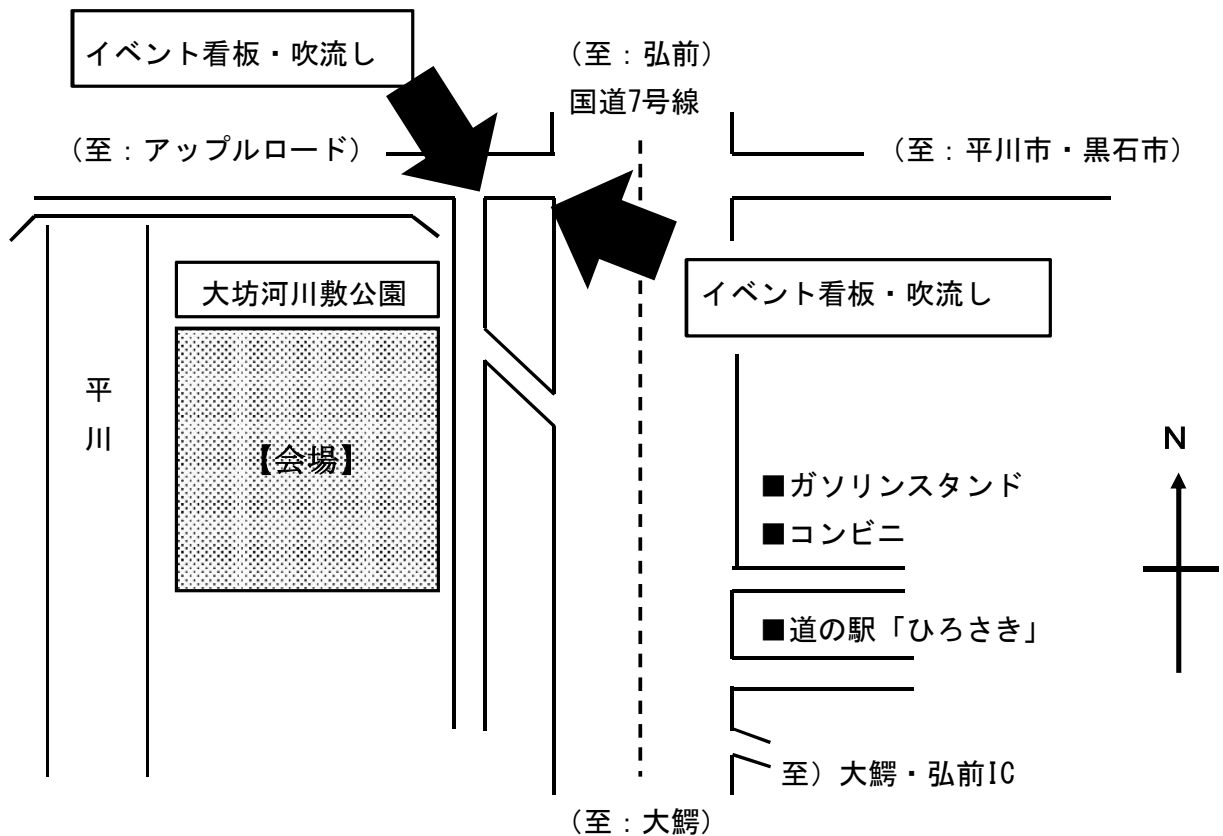 イベント看板・吹流し
（至：弘前）
国道7号線
（至：アップルロード）
（至：平川市・黒石市）
大坊河川敷公園
イベント看板・吹流し
平川
【会場】
N
■ガソリンスタンド
■コンビニ
■道の駅「ひろさき」
至）大鰐・弘前IC
（至：大鰐）